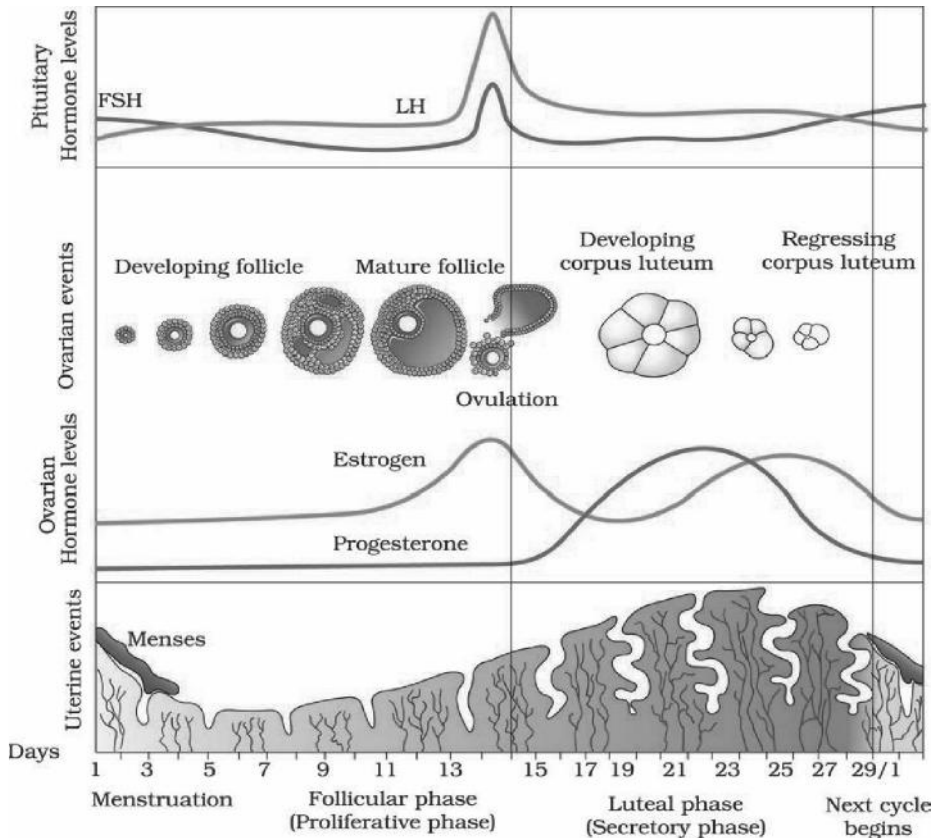 Pituitary
Hormone levels
FSH
LH
Ovarian events
Developing follicle
Mature follicle
Developing
corpus luteum
Regressing
corpus luteum
Ovulation
Ovarian
Hormone levels
Estrogen
Progesterone
Uterine events
Menses
Days
1 3 5 7 9 11 13 15 17 19 21 23 25 27 29/1
Menstruation
Follicular phase
(Proliferative phase)
Luteal phase
(Secretory phase)
Next cycle
begins